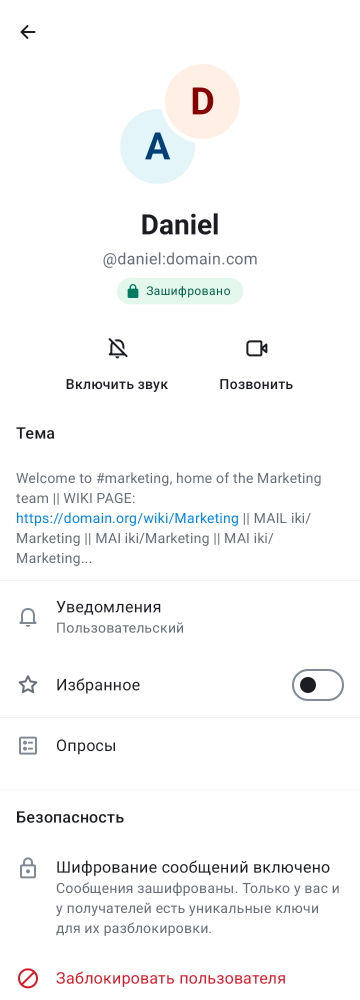 D
A
Daniel
@daniel:domain.com
Зашифровано
Включить звук
Позвонить
Тема
Welcome to #marketing, home of the Marketing
team || WIKI PAGE:
https://domain.org/wiki/Marketing || MAIL iki/
Marketing || MAI iki/Marketing || MAI iki/
Marketing...
Уведомления
Пользовательский
Избранное
Опросы
Безопасность
Шифрование сообщений включено
Сообщения зашифрованы. Только у вас и
у получателей есть уникальные ключи
для их разблокировки.
Заблокировать пользователя